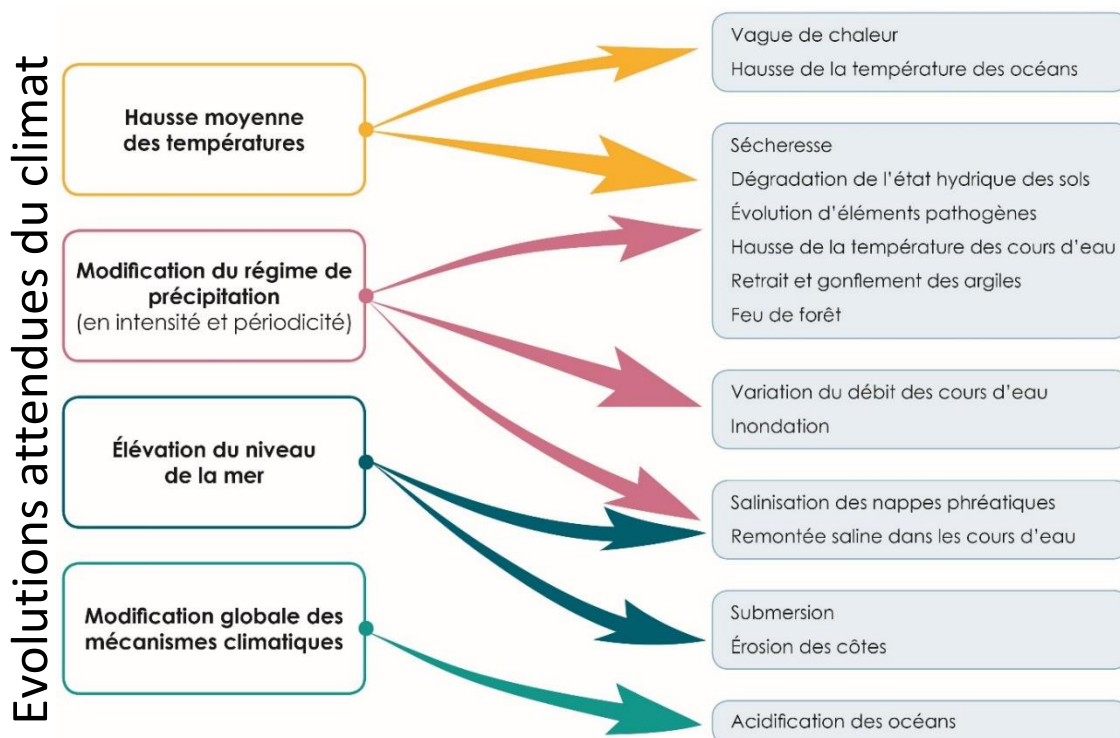 Evolutions attendues du climat
Hausse moyenne
des températures
Modification du régime de
précipitation
(en intensité et périodicité)
Élévation du niveau
de la mer
Modification globale des
mécanismes climatiques
Vague de chaleur
Hausse de la température des océans
Sécheresse
Dégradation de l’état hydrique des sols
Évolution d’éléments pathogènes
Hausse de la température des cours d’eau
Retrait et gonflement des argiles
Feu de forêt
Variation du débit des cours d’eau
Inondation
Salinisation des nappes phréatiques
Remontée saline dans les cours d’eau
Submersion
Érosion des côtes
Acidification des océans